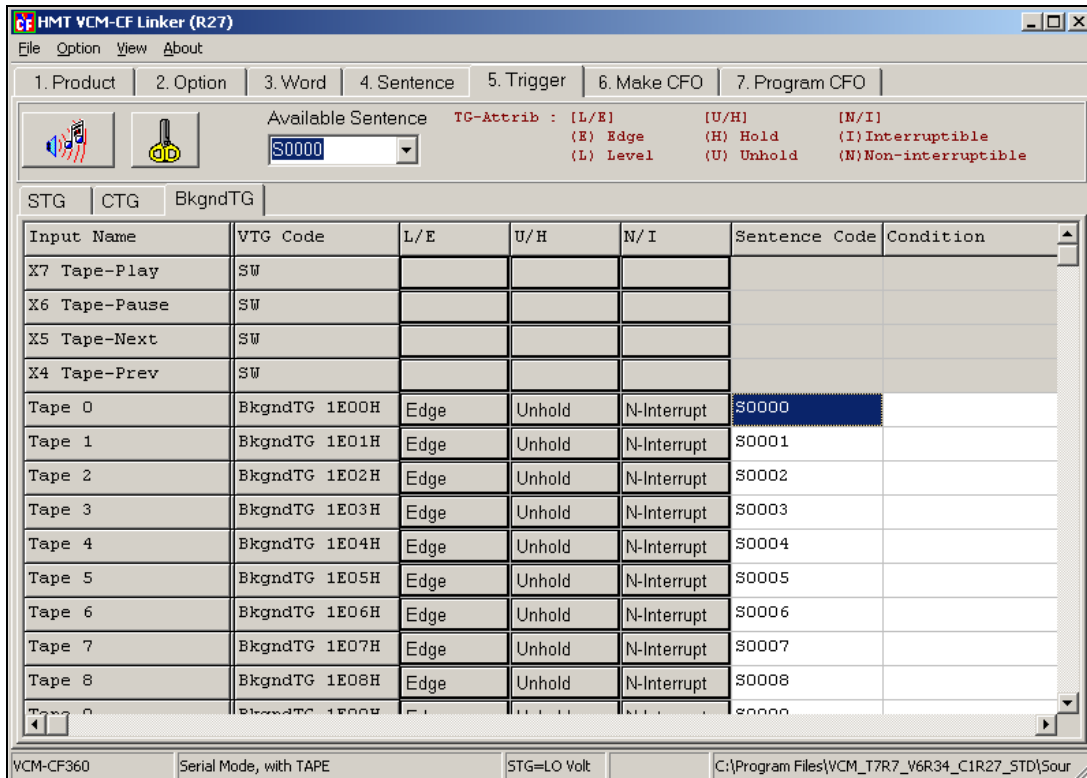 HMT VCM-CF Linker (R27)
File Option View About
1. Product 2. Option 3. Word 4. Sentence 5. Trigger 6. Make CFO 7. Program CFO
Available Sentence TG-Attrib : [L/E] [U/H] [N/I]
(E) Edge (H) Hold (I)Interruptible
S0000 (L) Level (U) Unhold (N)Non-interruptible
STG CTG BkgndTG
Input Name VTG Code L/E U/H N/I Sentence Code Condition
X7 Tape-Play SW
X6 Tape-Pause SW
X5 Tape-Next SW
X4 Tape-Prev SW
Tape 0 BkgndTG 1E00H Edge Unhold N-Interrupt S0000
Tape 1 BkgndTG 1E01H Edge Unhold N-Interrupt S0001
Tape 2 BkgndTG 1E02H Edge Unhold N-Interrupt S0002
Tape 3 BkgndTG 1E03H Edge Unhold N-Interrupt S0003
Tape 4 BkgndTG 1E04H Edge Unhold N-Interrupt S0004
Tape 5 BkgndTG 1E05H Edge Unhold N-Interrupt S0005
Tape 6 BkgndTG 1E06H Edge Unhold N-Interrupt S0006
Tape 7 BkgndTG 1E07H Edge Unhold N-Interrupt S0007
Tape 8 BkgndTG 1E08H Edge Unhold N-Interrupt S0008
VCM-CF360 Serial Mode, with TAPE STG=LO Volt C:\Program Files\VCM_T7R7_V6R34_C1R27_STD\Sour